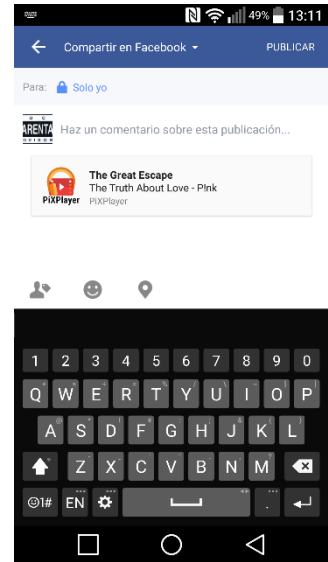 49% 13:11
Compartir en Facebook PUBLICAR
Para: Solo yo
ARENTA
Haz un comentario sobre esta publicación...
The Great Escape
The Truth About Love - P!nk
PiXPlayer
PiXPlayer
1 2 3 4 5 6 7 8 9 0
Q W E R T Y U I O P
A S D F G H J K L
Z X C V B N M
☺1# EN .